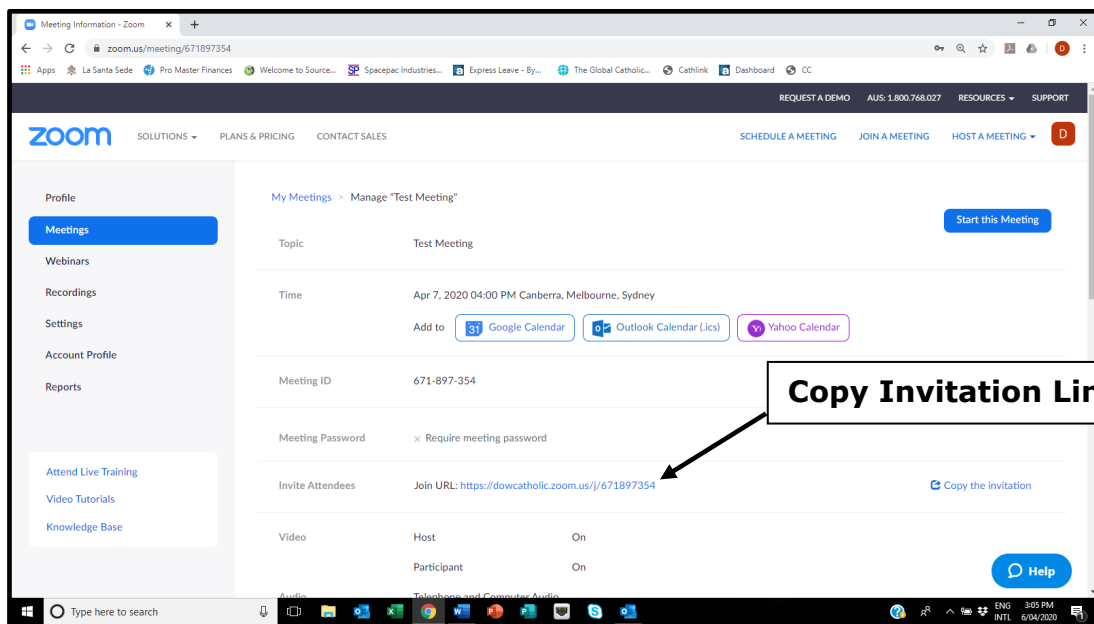 Meeting Information - Zoom
zoom.us/meeting/671897354
Apps La Santa Sede Pro Master Finances Welcome to Source... Spacepac Industries... Express Leave - By... The Global Catholic... Cathlink Dashboard CC
REQUEST A DEMO AUS: 1.800.768.027 RESOURCES SUPPORT
zoom SOLUTIONS PLANS & PRICING CONTACT SALES SCHEDULE A MEETING JOIN A MEETING HOST A MEETING D
Profile
Meetings
Webinars
Recordings
Settings
Account Profile
Reports
Attend Live Training
Video Tutorials
Knowledge Base
My Meetings > Manage "Test Meeting"
Start this Meeting
Topic Test Meeting
Time Apr 7, 2020 04:00 PM Canberra, Melbourne, Sydney
Add to 31 Google Calendar Outlook Calendar (.ics) Yahoo Calendar
Meeting ID 671-897-354
Copy Invitation Lin
Meeting Password × Require meeting password
Invite Attendees Join URL: https://dowcatholic.zoom.us/j/671897354 Copy the invitation
Video Host On
Participant On
Help
Audio Telephone and Computer Audio
Type here to search
ENG 3:05 PM
INTL 6/04/2020